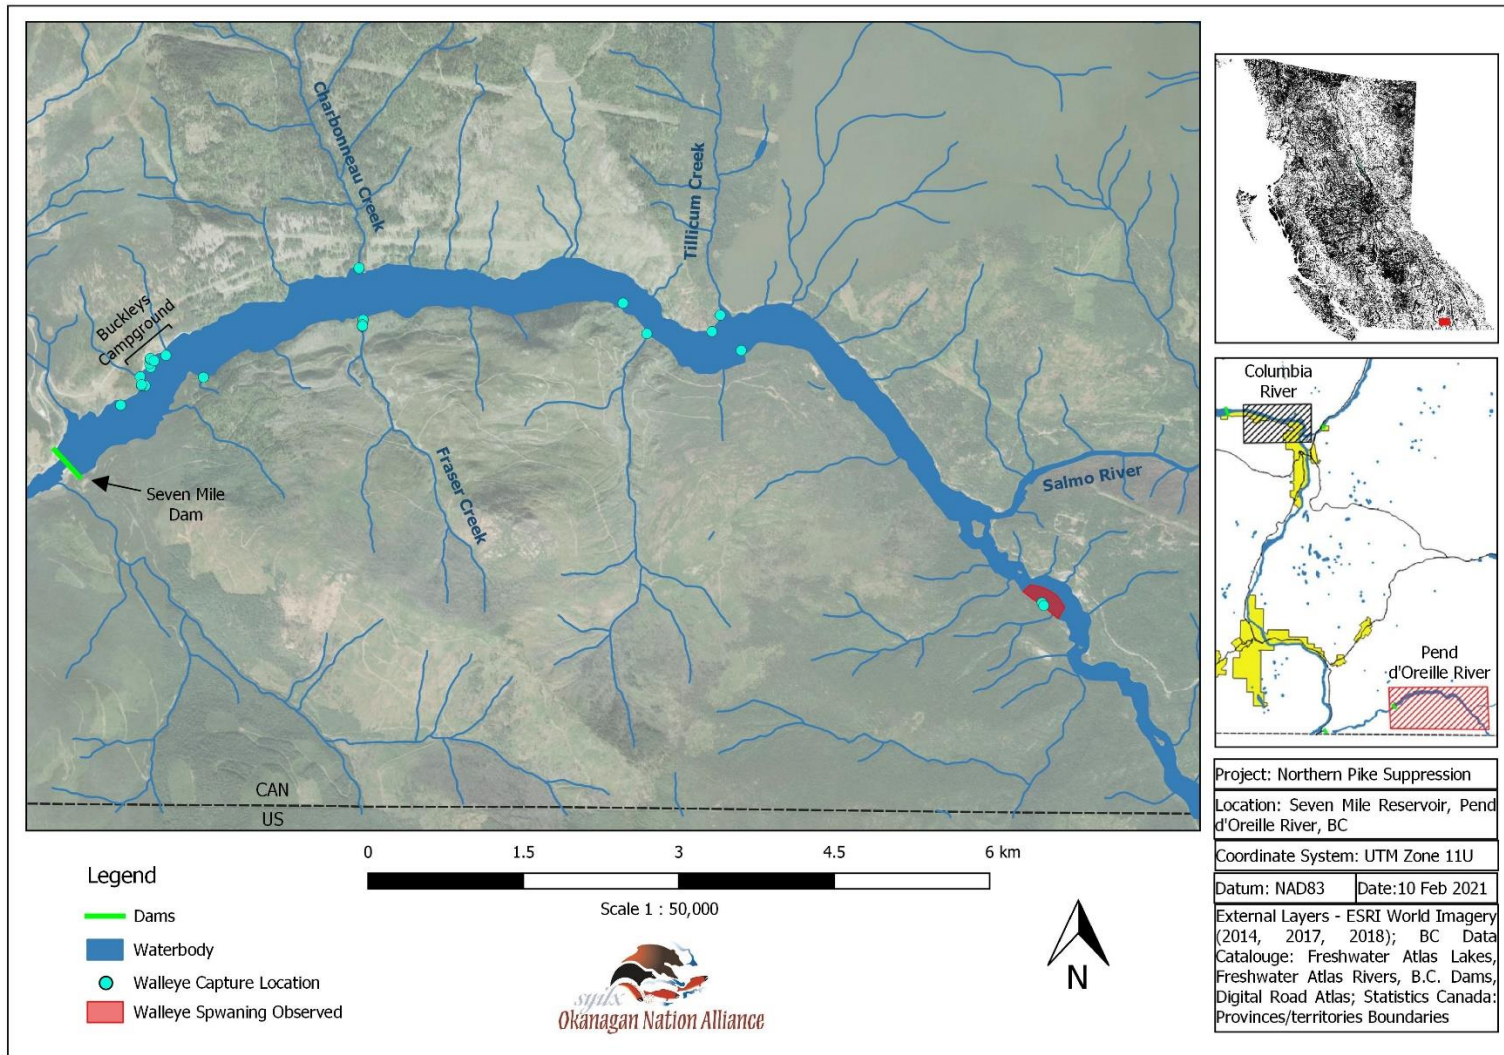 Charbonneau Creek
Tillicum Creek
Buckleys
Campground
Fraser Creek
Salmo River
Seven Mile
Dam
CAN
US
Columbia
River
Pend
d'Oreille River
Project: Northern Pike Suppression
Location: Seven Mile Reservoir, Pend
d'Oreille River, BC
Coordinate System: UTM Zone 11U
Datum: NAD83
Date:10 Feb 2021
External Layers - ESRI World Imagery
(2014, 2017, 2018); BC Data
Catalouge: Freshwater Atlas Lakes,
Freshwater Atlas Rivers, B.C. Dams,
Digital Road Atlas; Statistics Canada:
Provinces/territories Boundaries
Legend
Dams
Waterbody
Walleye Capture Location
Walleye Spwaning Observed
0 1.5 3 4.5 6 km
Scale 1 : 50,000
syilx
Okanagan Nation Alliance
N